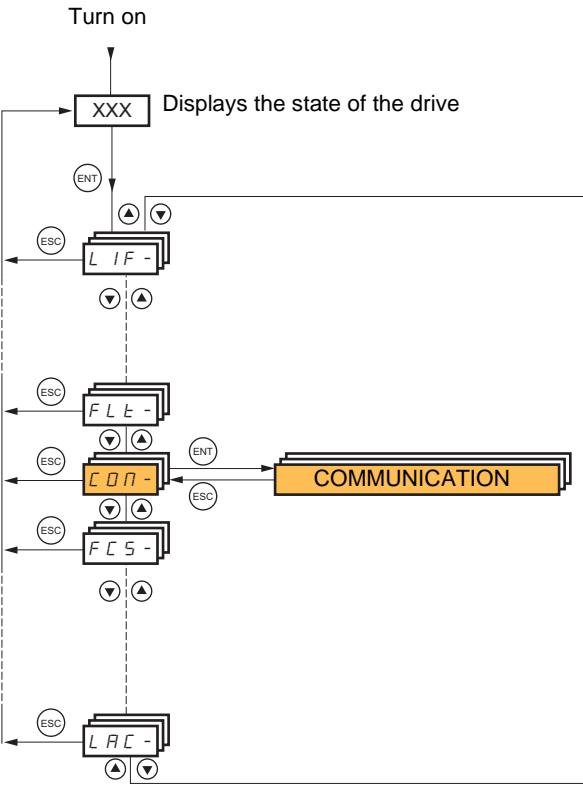 Turn on
XXX
Displays the state of the drive
ENT
ESC
L IF -
ESC
FLt -
ESC
COM -
ENT
COMMUNICATION
ESC
ESC
FCS -
ESC
LAC -